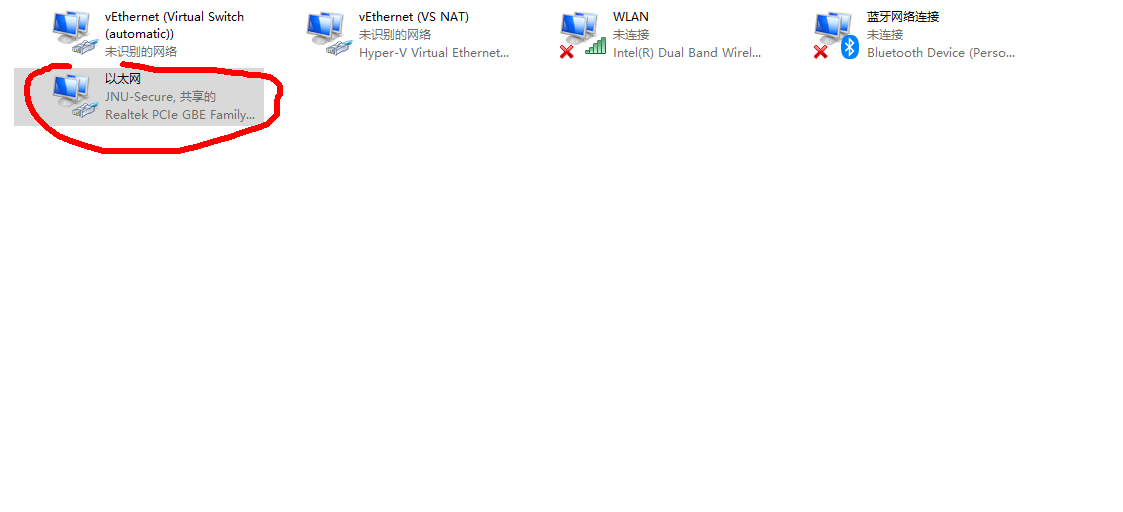 vEthernet (Virtual Switch
(automatic))
未识别的网络
vEthernet (VS NAT)
未识别的网络
Hyper-V Virtual Ethernet...
WLAN
未连接
Intel(R) Dual Band Wirel...
蓝牙网络连接
未连接
Bluetooth Device (Perso...
以太网
JNU-Secure, 共享的
Realtek PCIe GBE Family...